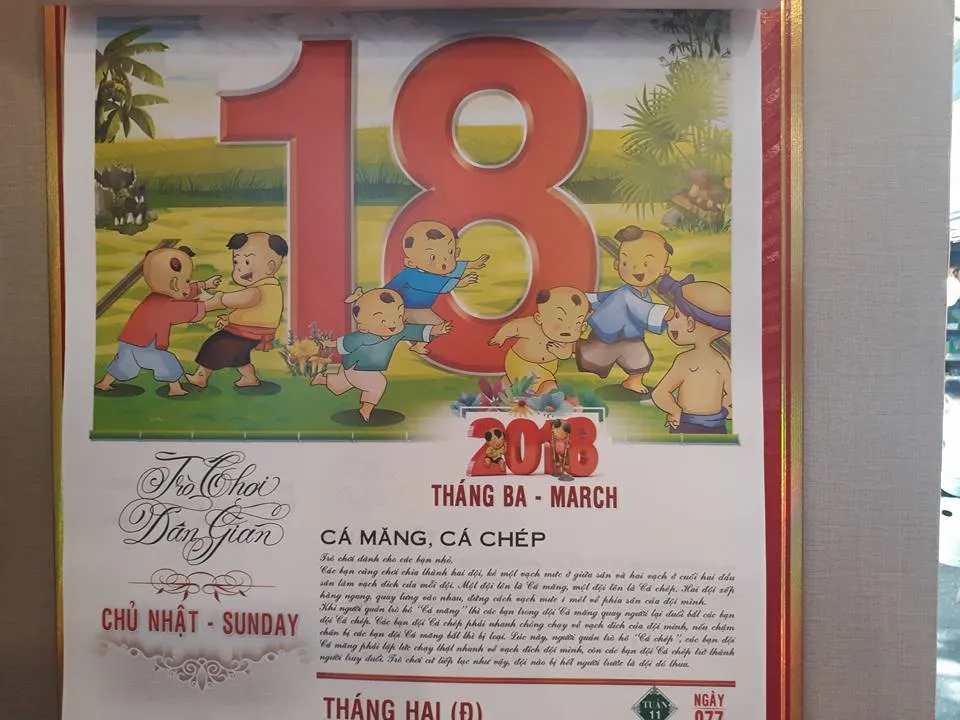 18
2018
THÁNG BA - MARCH
Trò Chơi
Dân Gian
CHỦ NHẬT - SUNDAY
CÁ MĂNG, CÁ CHÉP
Trò chơi dành cho các bạn nhỏ.
Các bạn cùng chơi chia thành hai đội, kẻ một vạch mức ở giữa sân và hai vạch ở cuối hai đầu
sân làm vạch đích của mỗi đội. Một đội tên là Cá măng, một đội tên là Cá chép. Hai đội xếp
hàng ngang, quay lưng vào nhau, đứng cách vạch mức 1 mét về phía sân của đội mình.
Khi người quản trò hô "Cá măng" thì các bạn trong đội Cá măng quay người lại đuổi bắt các bạn
đội Cá chép. Các bạn đội Cá chép phải nhanh chóng chạy về vạch đích của đội mình, nếu chậm
chân bị các bạn đội Cá măng bắt thì bị loại. Lúc này, người quản trò hô "Cá chép", các bạn đội
Cá măng phải lập tức chạy thật nhanh về vạch đích đội mình, còn các bạn đội Cá chép trở thành
người truy đuổi. Trò chơi cứ tiếp tục như vậy, đội nào bị hết người trước là đội đó thua.
THÁNG HAI (Đ)
TUẦN
11
NGÀY
077